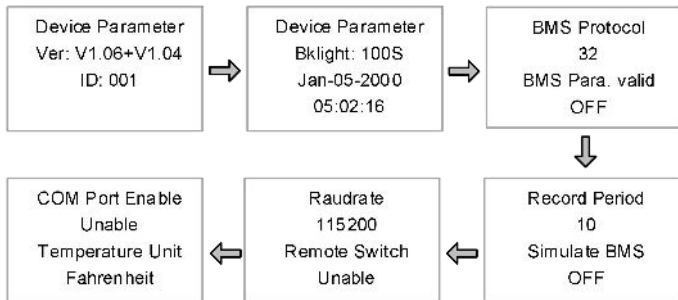 Device Parameter
Ver: V1.06+V1.04
ID: 001
Device Parameter
Bklight: 100S
Jan-05-2000
05:02:16
BMS Protocol
32
BMS Para. valid
OFF
Record Period
10
Simulate BMS
OFF
Raudrate
115200
Remote Switch
Unable
COM Port Enable
Unable
Temperature Unit
Fahrenheit